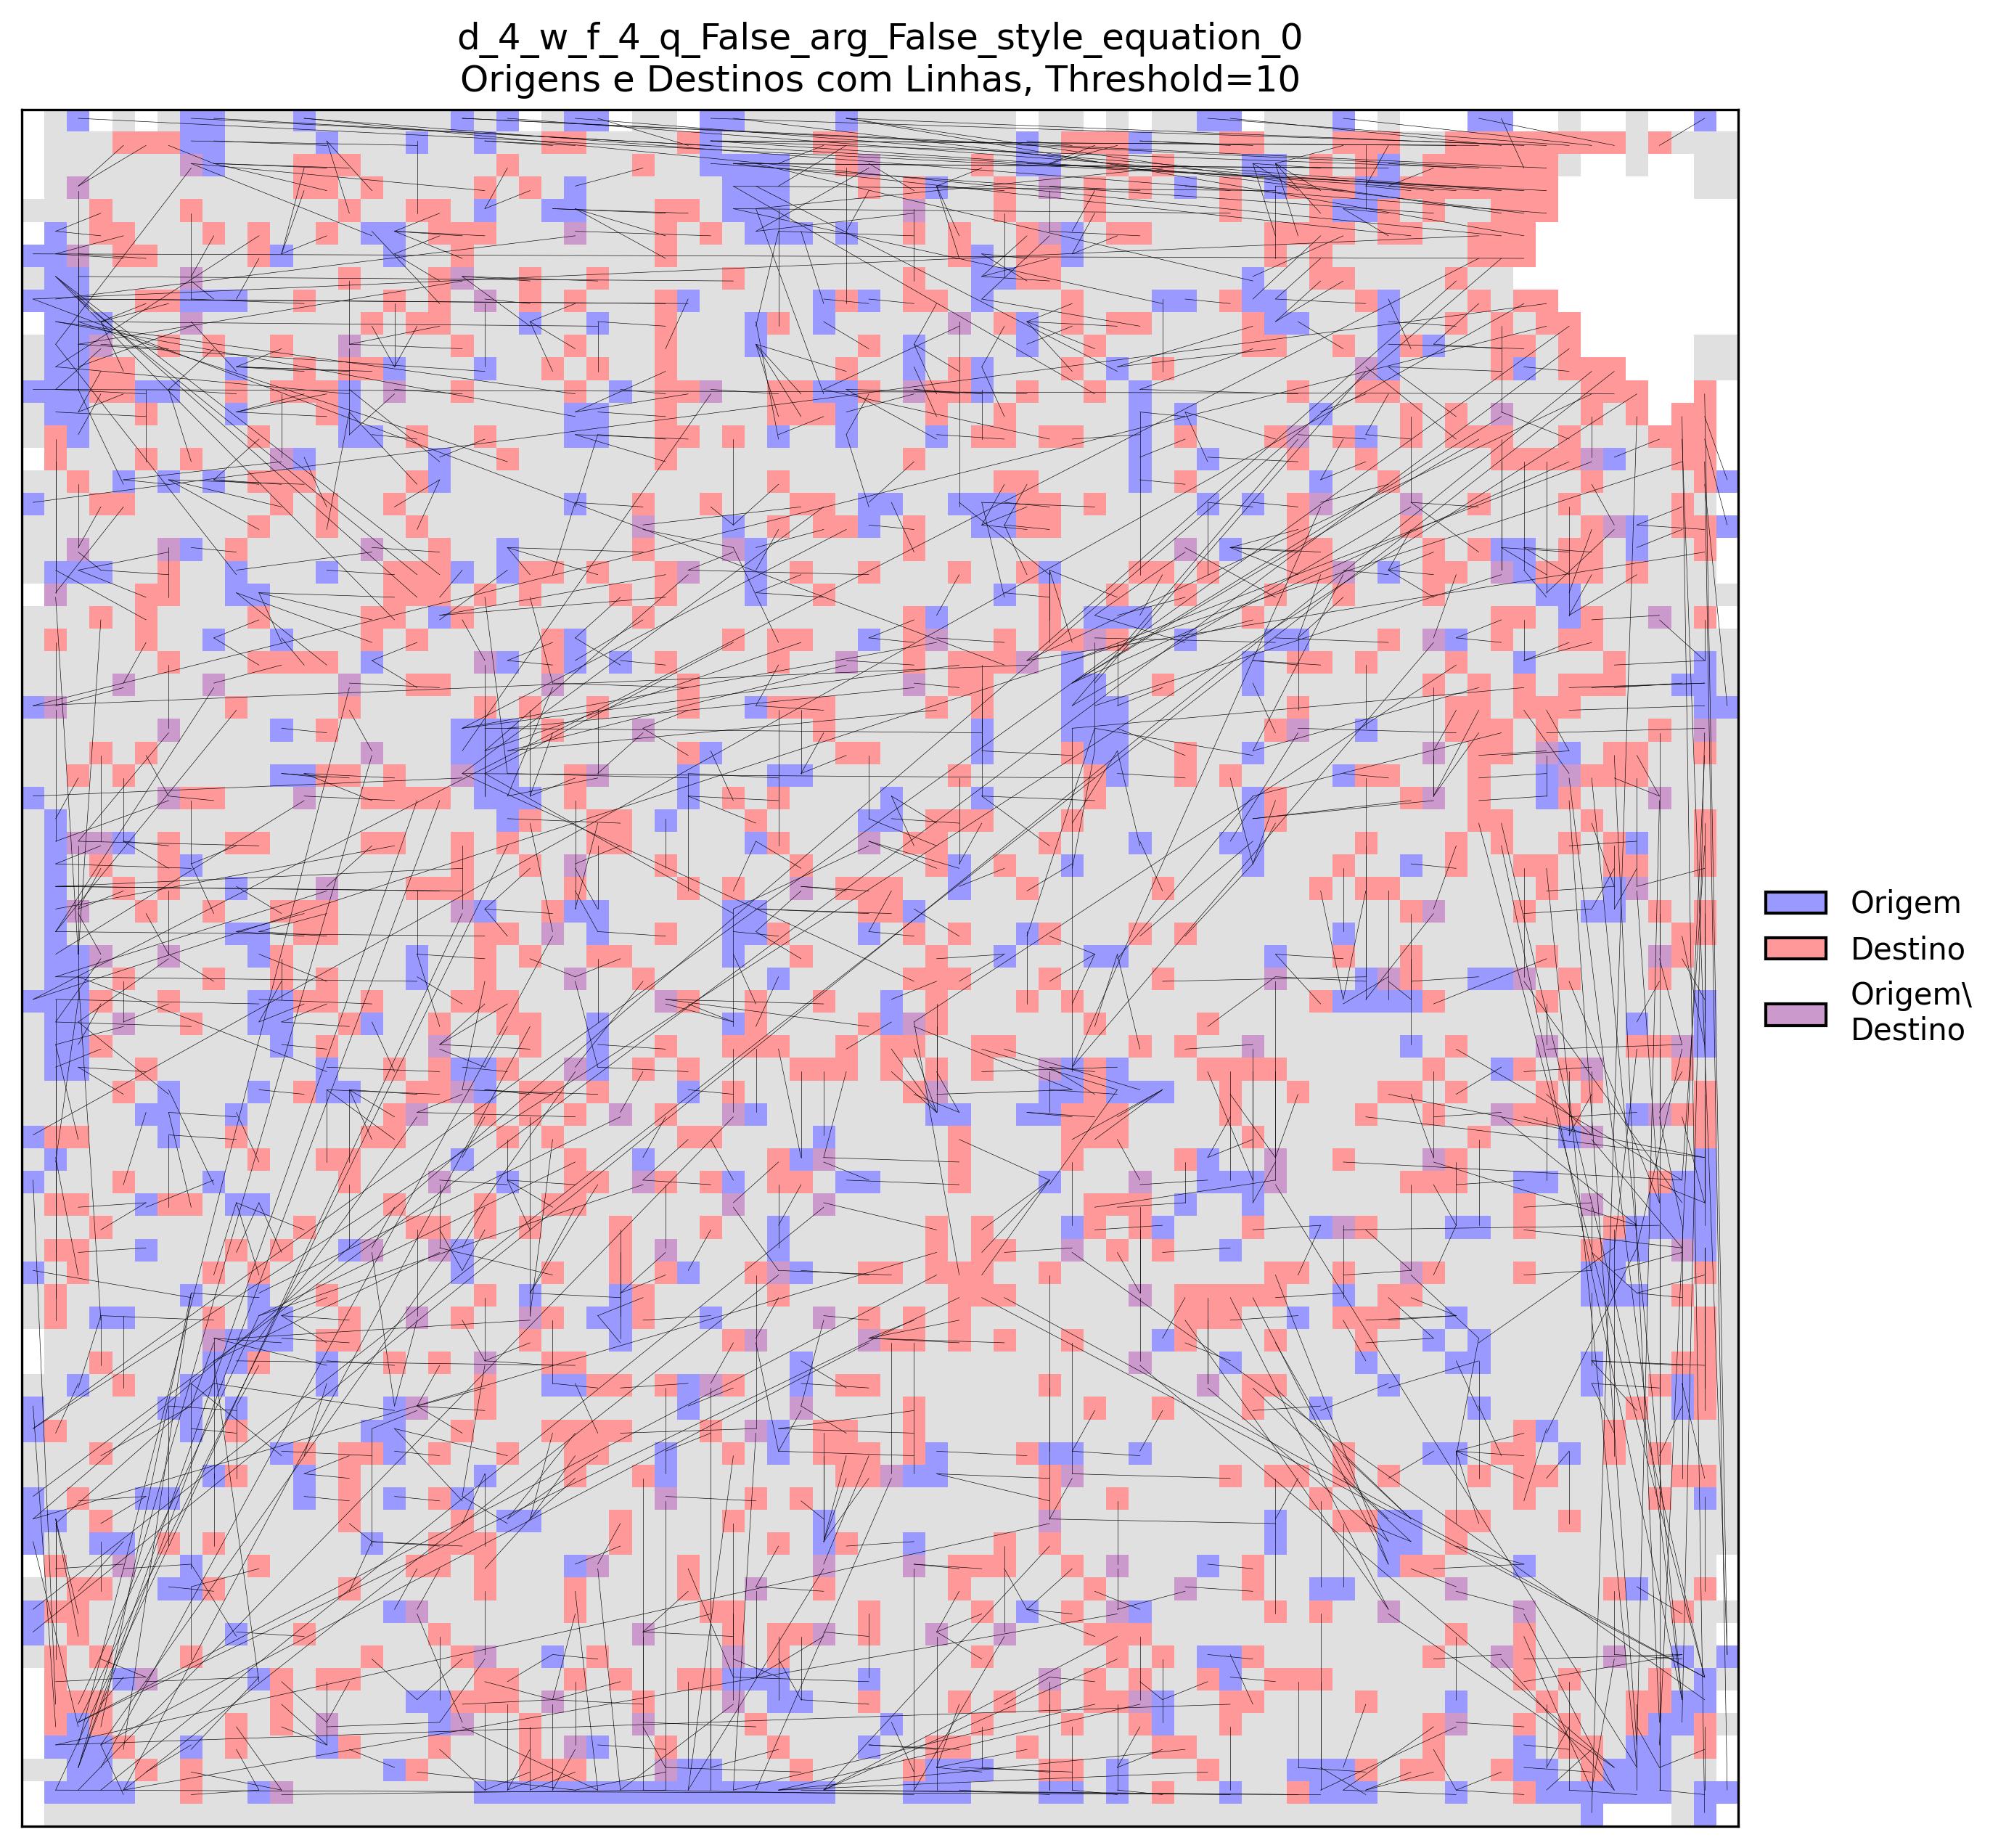 d_4_w_f_4_q_False_arg_False_style_equation_0
Origens e Destinos com Linhas, Threshold=10
Origem
Destino
Origem\
Destino